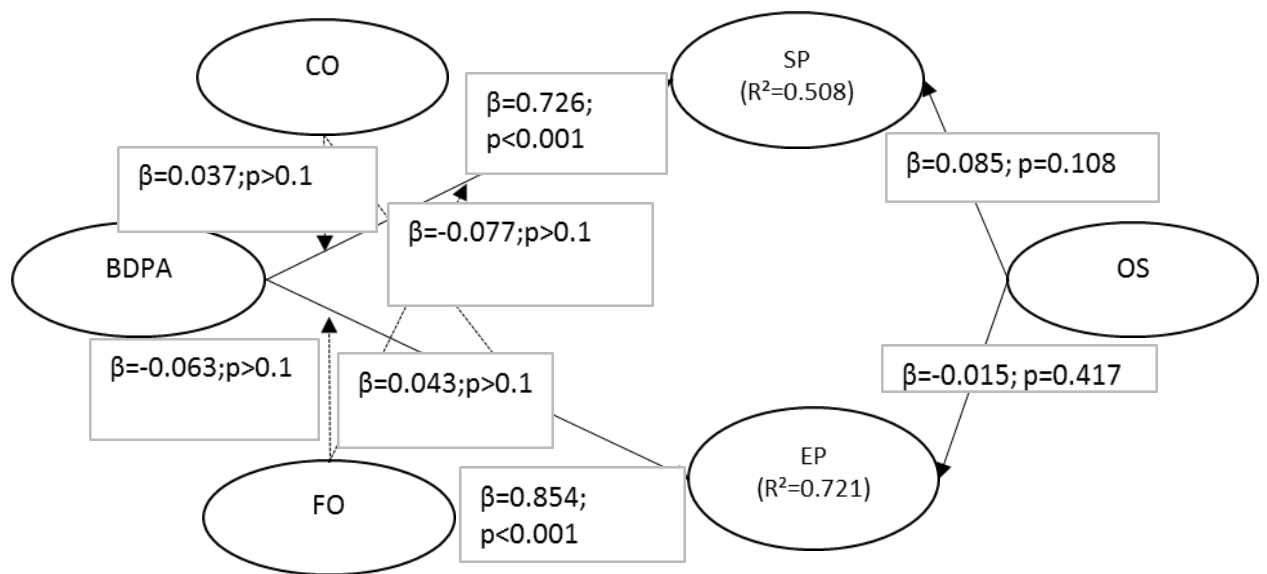 CO
SP
(R²=0.508)
β=0.726;
p<0.001
β=0.037;p>0.1
β=0.085; p=0.108
β=-0.077;p>0.1
BDPA
OS
β=-0.063;p>0.1
β=0.043;p>0.1
β=-0.015; p=0.417
EP
(R²=0.721)
FO
β=0.854;
p<0.001